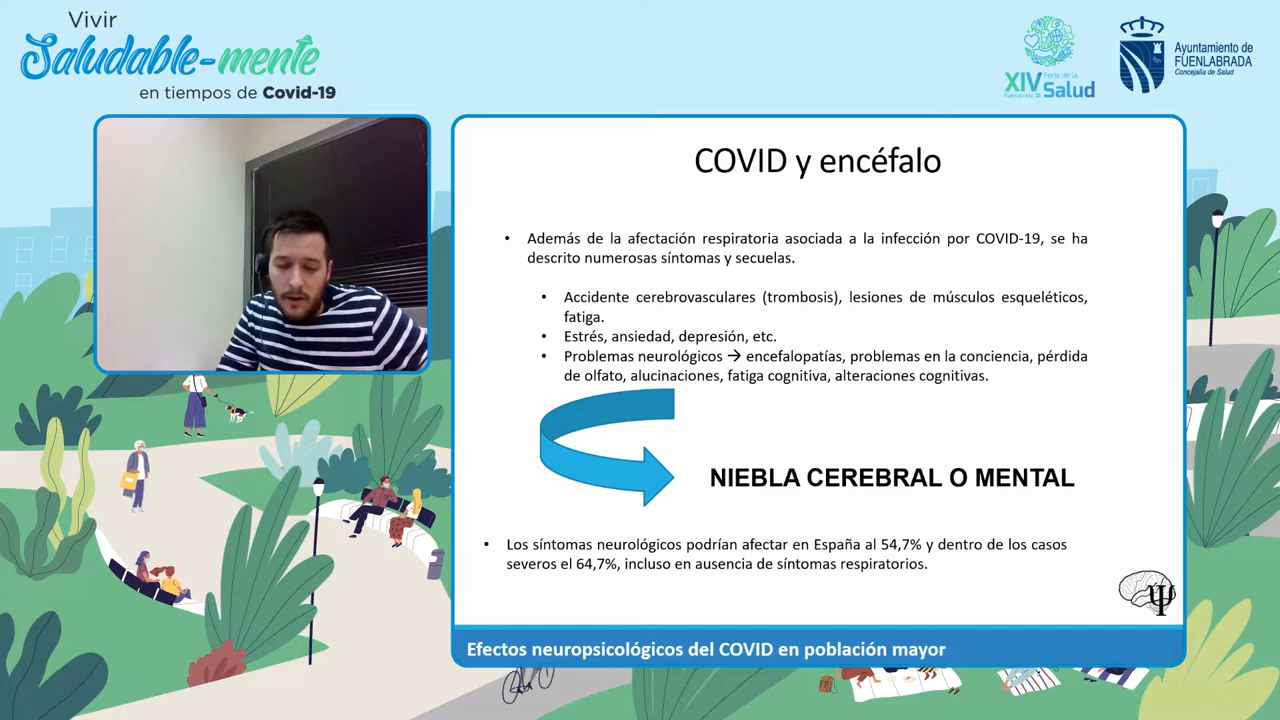 Vivir
Saludable-mente
en tiempos de Covid-19
XIV Feria de la
Salud
Fuenlabrada 21
Ayuntamiento de
FUENLABRADA
Concejalía de Salud
COVID y encéfalo
• Además de la afectación respiratoria asociada a la infección por COVID-19, se ha
descrito numerosas síntomas y secuelas.
• Accidente cerebrovasculares (trombosis), lesiones de músculos esqueléticos,
fatiga.
• Estrés, ansiedad, depresión, etc.
• Problemas neurológicos → encefalopatías, problemas en la conciencia, pérdida
de olfato, alucinaciones, fatiga cognitiva, alteraciones cognitivas.
NIEBLA CEREBRAL O MENTAL
• Los síntomas neurológicos podrían afectar en España al 54,7% y dentro de los casos
severos el 64,7%, incluso en ausencia de síntomas respiratorios.
Ψ
Efectos neuropsicológicos del COVID en población mayor